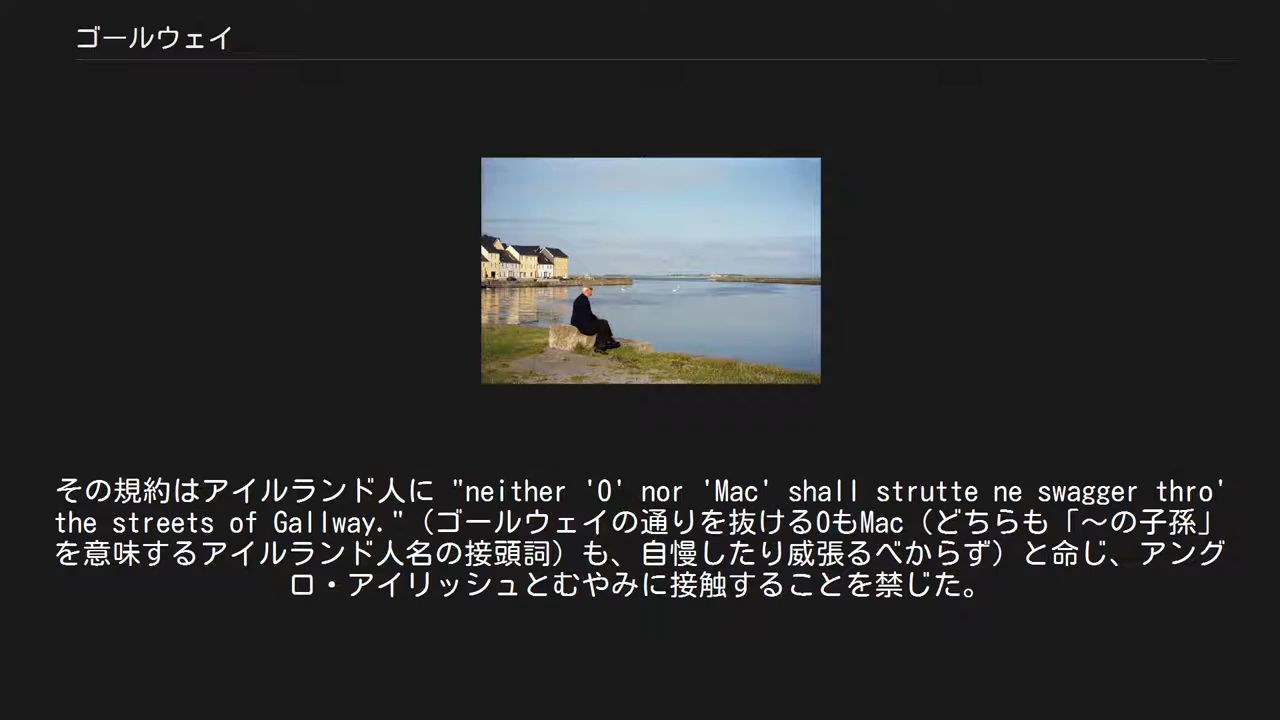 ゴールウェイ
その規約はアイルランド人に "neither 'O' nor 'Mac' shall strutte ne swagger thro'
the streets of Gallway."（ゴールウェイの通りを抜けるOもMac（どちらも「～の子孫」
を意味するアイルランド人名の接頭詞）も、自慢したり威張るべからず）と命じ、アング
ロ・アイリッシュとむやみに接触することを禁じた。